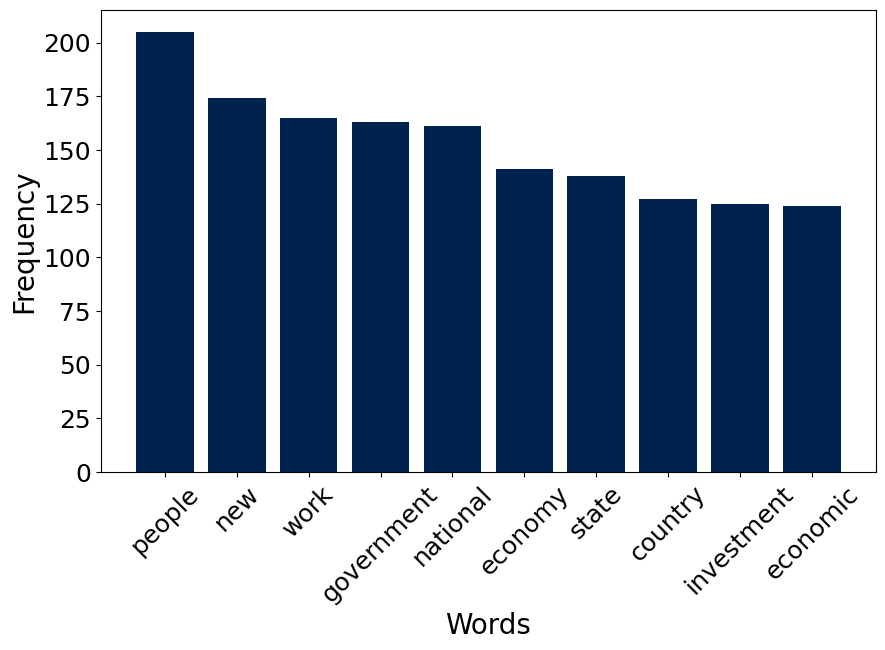 200
175
150
125
100
75
50
25
0
Frequency
people
new
work
government
national
economy
state
country
investment
economic
Words